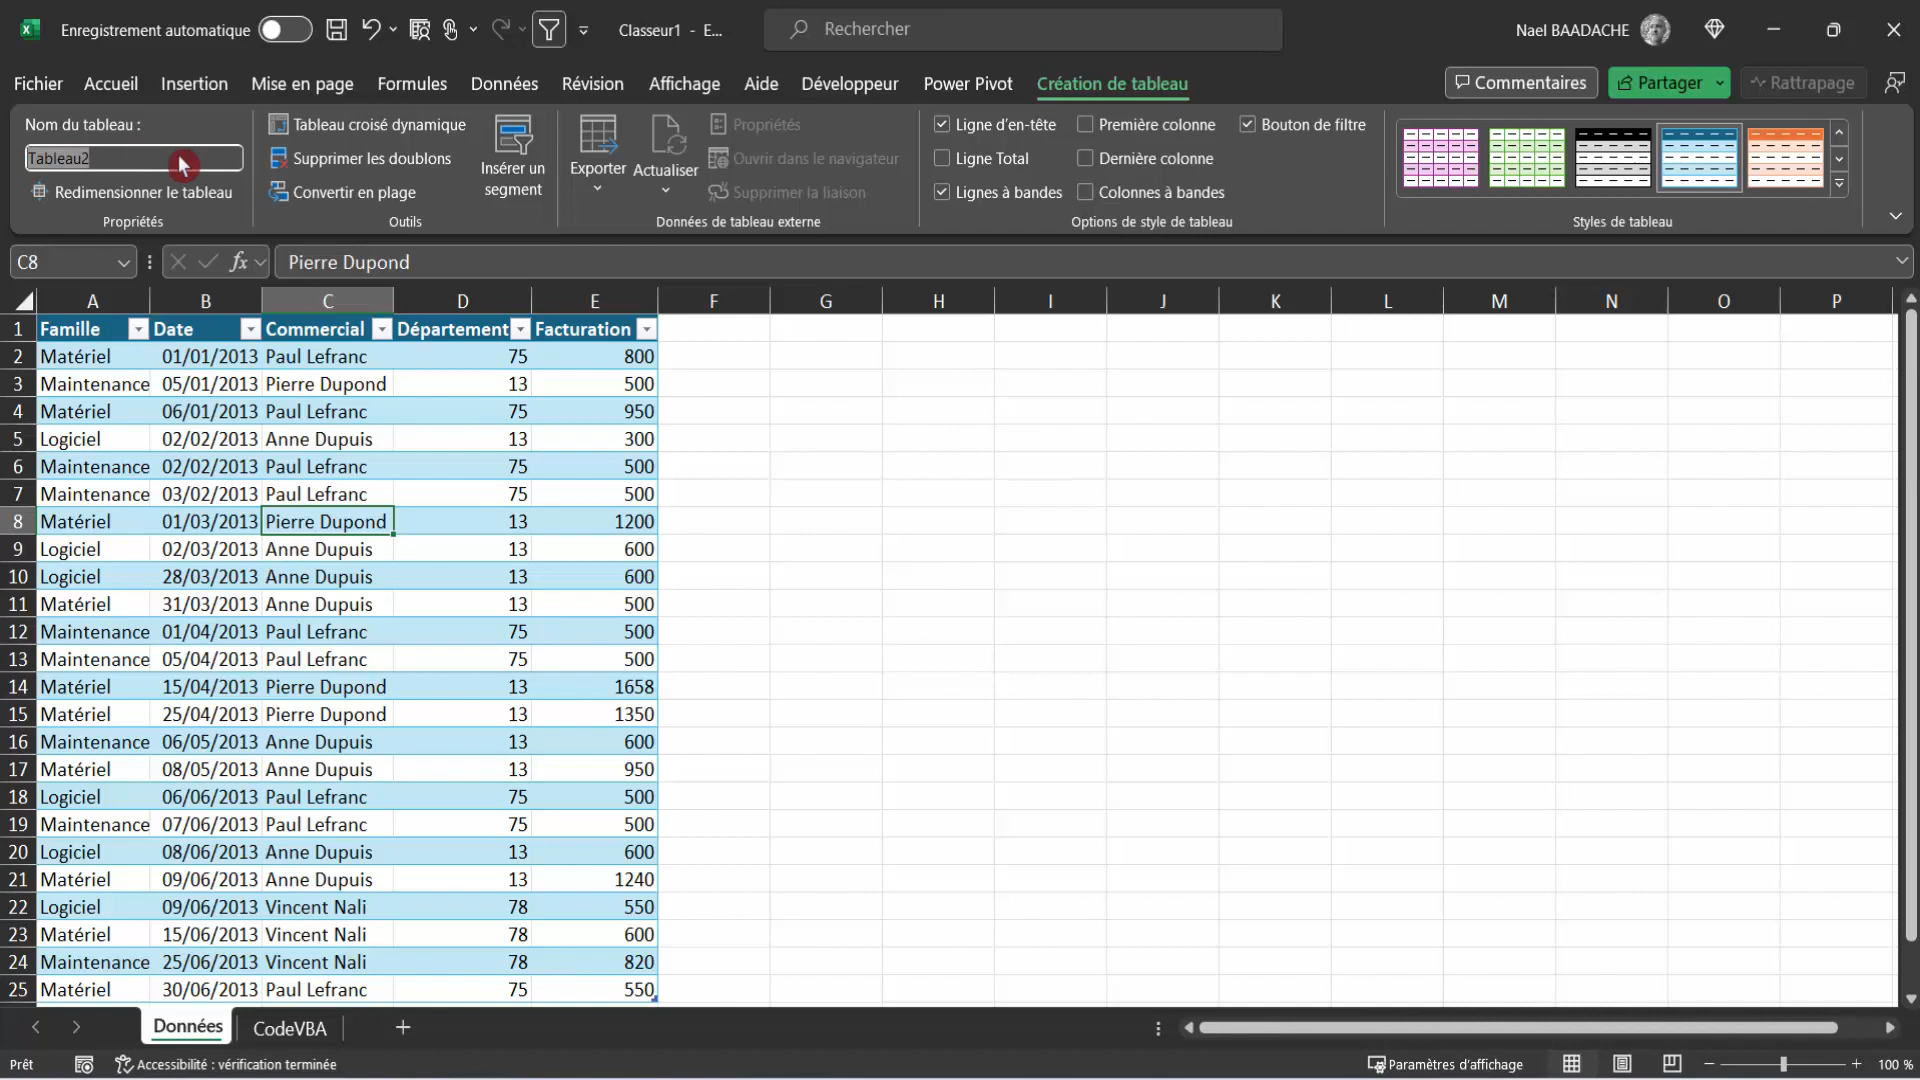 Enregistrement automatique
Classeur1 - E...
Rechercher
Nael BAADACHE
Fichier Accueil Insertion Mise en page Formules Données Révision Affichage Aide Développeur Power Pivot Création de tableau
Commentaires Partager Rattrapage
Nom du tableau :
Tableau2
Redimensionner le tableau
Propriétés
Tableau croisé dynamique
Supprimer les doublons
Convertir en plage
Insérer un
segment
Outils
Exporter
Actualiser
Propriétés
Ouvrir dans le navigateur
Supprimer la liaison
Données de tableau externe
Ligne d'en-tête
Ligne Total
Lignes à bandes
Première colonne
Dernière colonne
Colonnes à bandes
Bouton de filtre
Options de style de tableau
Styles de tableau
C8
fx
Pierre Dupond
A B C D E F G H I J K L M N O P
1 Famille Date Commercial Département Facturation
2 Matériel 01/01/2013 Paul Lefranc 75 800
3 Maintenance 05/01/2013 Pierre Dupond 13 500
4 Matériel 06/01/2013 Paul Lefranc 75 950
5 Logiciel 02/02/2013 Anne Dupuis 13 300
6 Maintenance 02/02/2013 Paul Lefranc 75 500
7 Maintenance 03/02/2013 Paul Lefranc 75 500
8 Matériel 01/03/2013 Pierre Dupond 13 1200
9 Logiciel 02/03/2013 Anne Dupuis 13 600
10 Logiciel 28/03/2013 Anne Dupuis 13 600
11 Matériel 31/03/2013 Anne Dupuis 13 500
12 Maintenance 01/04/2013 Paul Lefranc 75 500
13 Maintenance 05/04/2013 Paul Lefranc 75 500
14 Matériel 15/04/2013 Pierre Dupond 13 1658
15 Matériel 25/04/2013 Pierre Dupond 13 1350
16 Maintenance 06/05/2013 Anne Dupuis 13 600
17 Matériel 08/05/2013 Anne Dupuis 13 950
18 Logiciel 06/06/2013 Paul Lefranc 75 500
19 Maintenance 07/06/2013 Paul Lefranc 75 500
20 Logiciel 08/06/2013 Anne Dupuis 13 600
21 Matériel 09/06/2013 Anne Dupuis 13 1240
22 Logiciel 09/06/2013 Vincent Nali 78 550
23 Matériel 15/06/2013 Vincent Nali 78 600
24 Maintenance 25/06/2013 Vincent Nali 78 820
25 Matériel 30/06/2013 Paul Lefranc 75 550
Données CodeVBA
Prêt
Accessibilité : vérification terminée
Paramètres d'affichage
100 %